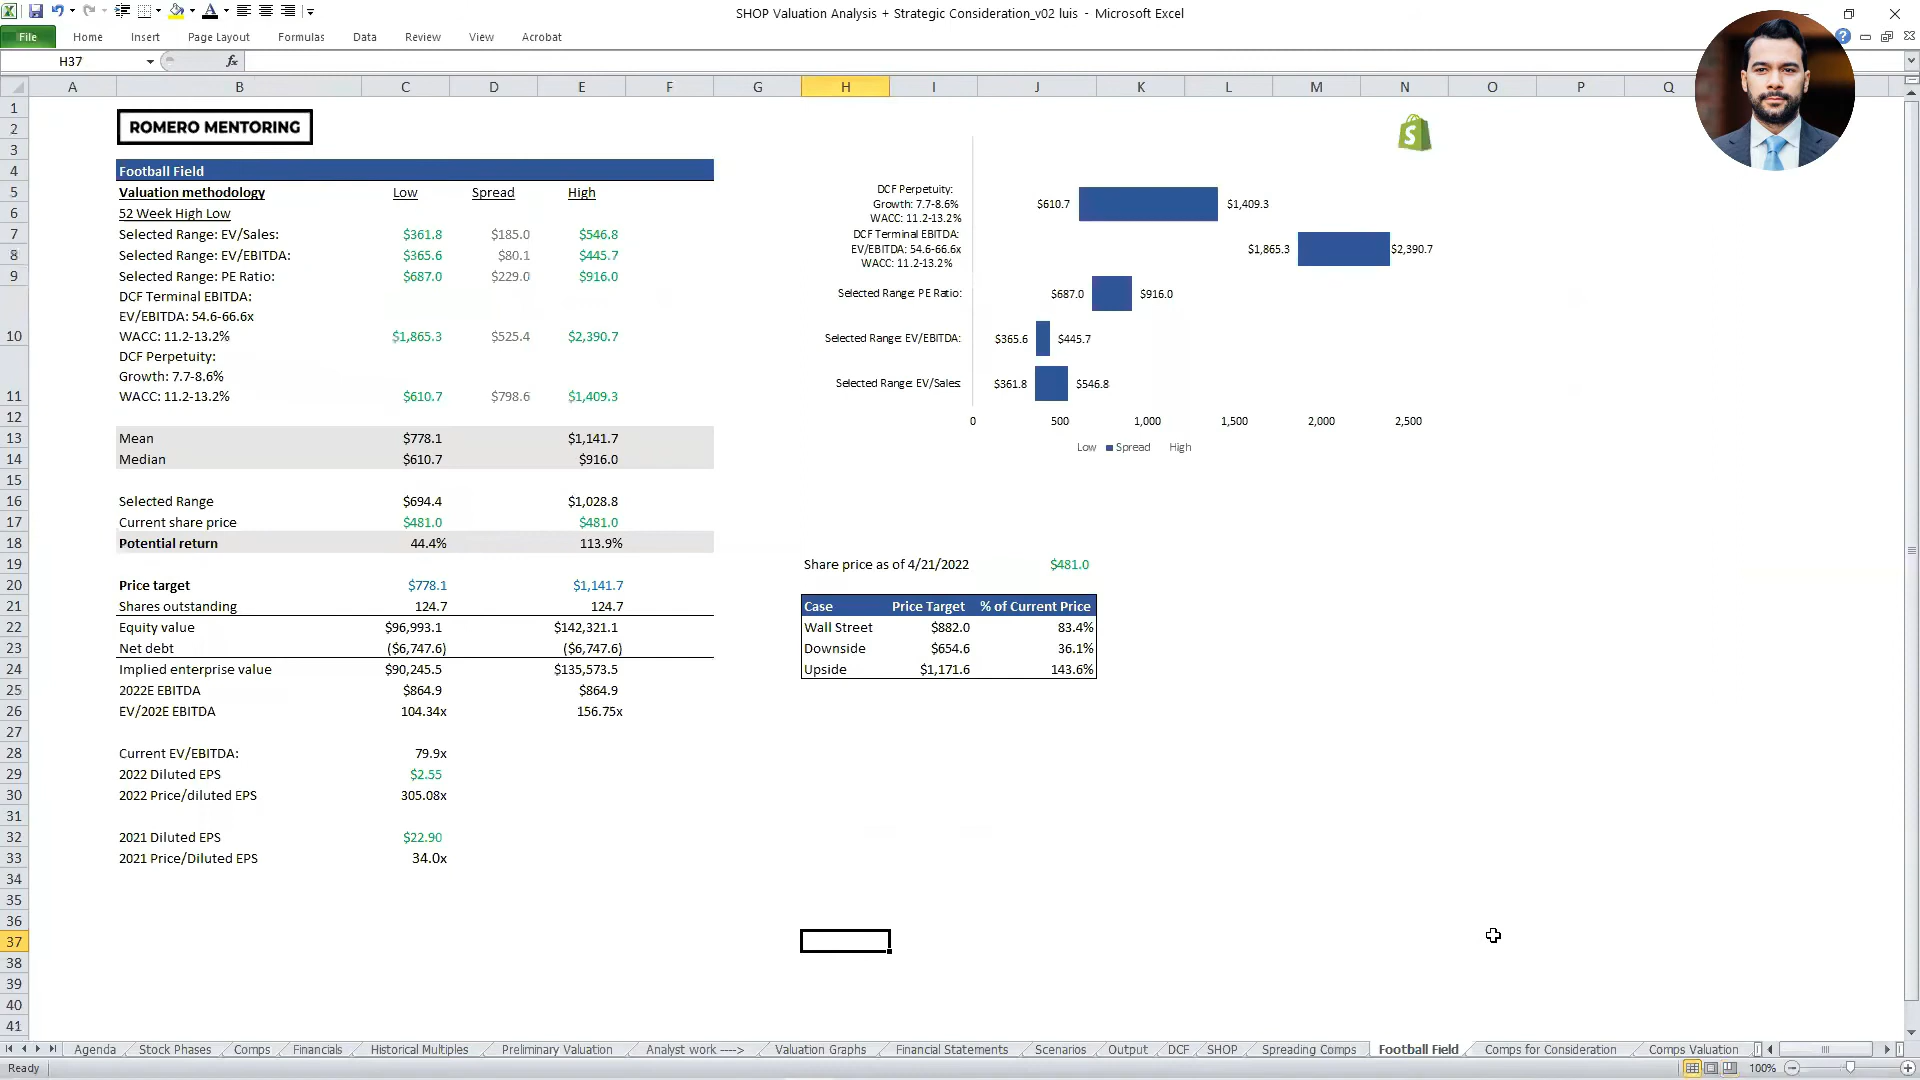 SHOP Valuation Analysis + Strategic Consideration_v02 luis - Microsoft Excel
File Home Insert Page Layout Formulas Data Review View Acrobat
H37 fx
A B C D E F G H I J K L M N O P Q
ROMERO MENTORING
Football Field
Valuation methodology Low Spread High
52 Week High Low
Selected Range: EV/Sales: $361.8 $185.0 $546.8
Selected Range: EV/EBITDA: $365.6 $80.1 $445.7
Selected Range: PE Ratio: $687.0 $229.0 $916.0
DCF Terminal EBITDA:
EV/EBITDA: 54.6-66.6x
WACC: 11.2-13.2% $1,865.3 $525.4 $2,390.7
DCF Perpetuity:
Growth: 7.7-8.6%
WACC: 11.2-13.2% $610.7 $798.6 $1,409.3
Mean $778.1 $1,141.7
Median $610.7 $916.0
Selected Range $694.4 $1,028.8
Current share price $481.0 $481.0
Potential return 44.4% 113.9%
Price target $778.1 $1,141.7
Shares outstanding 124.7 124.7
Equity value $96,993.1 $142,321.1
Net debt ($6,747.6) ($6,747.6)
Implied enterprise value $90,245.5 $135,573.5
2022E EBITDA $864.9 $864.9
EV/202E EBITDA 104.34x 156.75x
Current EV/EBITDA: 79.9x
2022 Diluted EPS $2.55
2022 Price/diluted EPS 305.08x
2021 Diluted EPS $22.90
2021 Price/Diluted EPS 34.0x
DCF Perpetuity:
Growth: 7.7-8.6%
WACC: 11.2-13.2%
$610.7 $1,409.3
DCF Terminal EBITDA:
EV/EBITDA: 54.6-66.6x
WACC: 11.2-13.2%
$1,865.3 $2,390.7
Selected Range: PE Ratio: $687.0 $916.0
Selected Range: EV/EBITDA: $365.6 $445.7
Selected Range: EV/Sales: $361.8 $546.8
0 500 1,000 1,500 2,000 2,500
Low Spread High
Share price as of 4/21/2022 $481.0
Case Price Target % of Current Price
Wall Street $882.0 83.4%
Downside $654.6 36.1%
Upside $1,171.6 143.6%
1
2
3
4
5
6
7
8
9
10
11
12
13
14
15
16
17
18
19
20
21
22
23
24
25
26
27
28
29
30
31
32
33
34
35
36
37
38
39
40
41
Agenda Stock Phases Comps Financials Historical Multiples Preliminary Valuation Analyst work ----> Valuation Graphs Financial Statements Scenarios Output DCF SHOP Spreading Comps Football Field Comps for Consideration Comps Valuation
Ready 100%